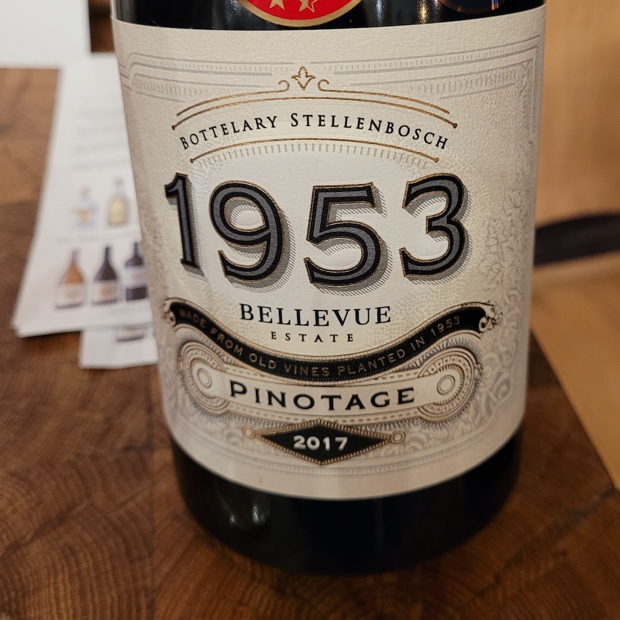 BOTTELARY STELLENBOSCH
1953
BELLEVUE
ESTATE
MADE FROM OLD VINES PLANTED IN 1953
PINOTAGE
2017